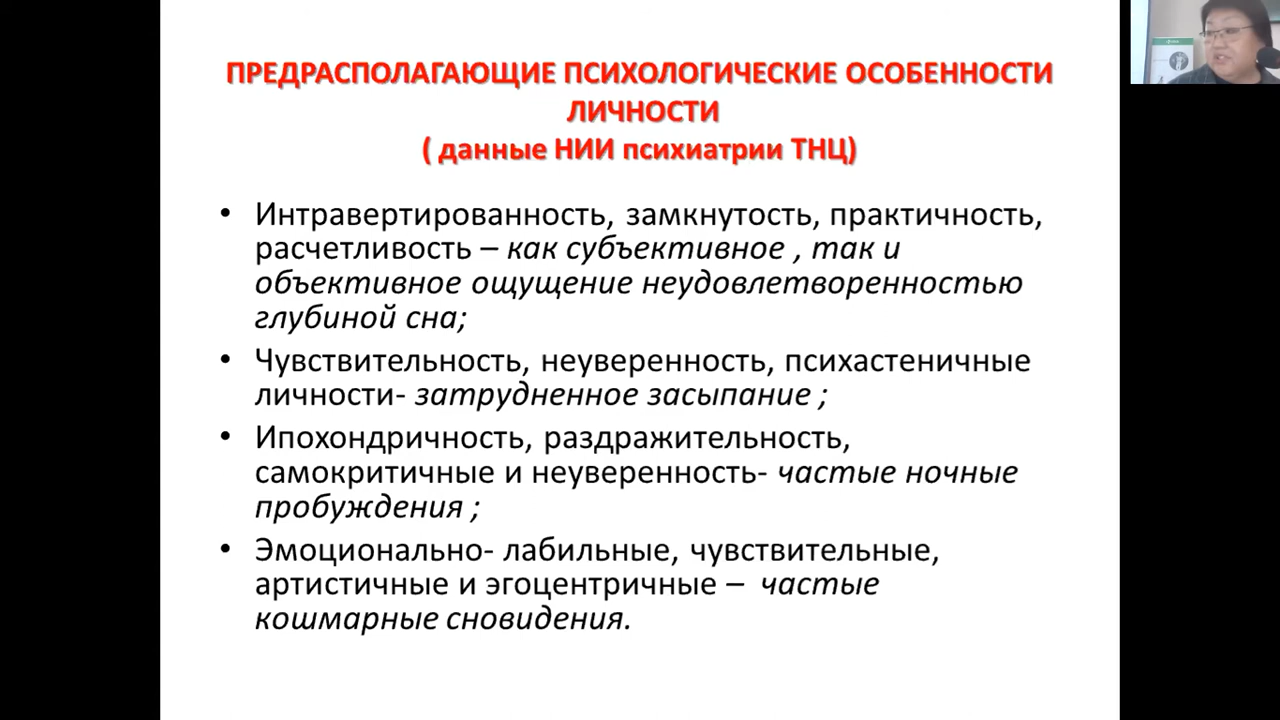 ПРЕДРАСПОЛАГАЮЩИЕ ПСИХОЛОГИЧЕСКИЕ ОСОБЕННОСТИ
ЛИЧНОСТИ
( данные НИИ психиатрии ТНЦ)
• Интравертированность, замкнутость, практичность,
расчетливость – как субъективное , так и
объективное ощущение неудовлетворенностью
глубиной сна;
• Чувствительность, неуверенность, психастеничные
личности- затрудненное засыпание ;
• Ипохондричность, раздражительность,
самокритичные и неуверенность- частые ночные
пробуждения ;
• Эмоционально- лабильные, чувствительные,
артистичные и эгоцентричные – частые
кошмарные сновидения.